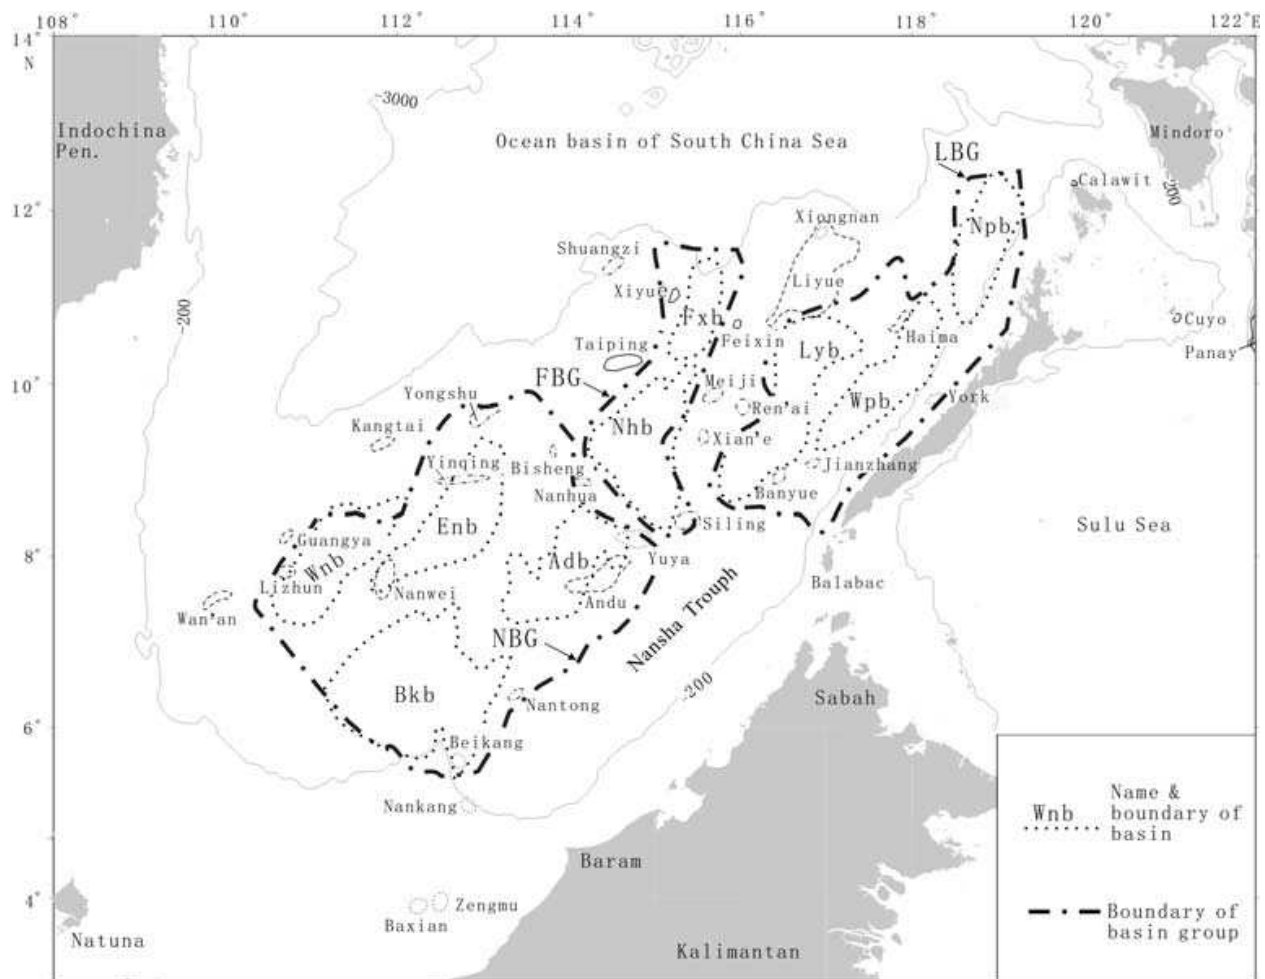 108°
110°
112°
114°
116°
118°
120°
122°E
14°
N
12°
10°
8°
6°
4°
-3000
Indochina
Pen.
Ocean basin of South China Sea
Mindoro
LBG
Calawit
-200
Npb
Xiongnan
Shuangzi
-200
Xiyue
Liyue
Fxb
Feixin
Haima
Cuyo
Taiping
Lyb
Panay
FBG
Meiji
Yongshu
Ren'ai
Wpb
York
Kangtai
Nhb
Xian'e
Yinqing
Bisheng
Jianzhang
Nanhua
Banyue
Enb
Siling
Sulu Sea
Guangya
Wnb
Adb
Yuya
Lizhun
Nanwei
Andu
Balabac
Wan'an
NBG
Nansha Trouph
-200
Bkb
Nantong
Sabah
Beikang
Nankang
Wnb
Name &
boundary of
basin
Baram
Zengmu
Baxian
Boundary of
basin group
Natuna
Kalimantan